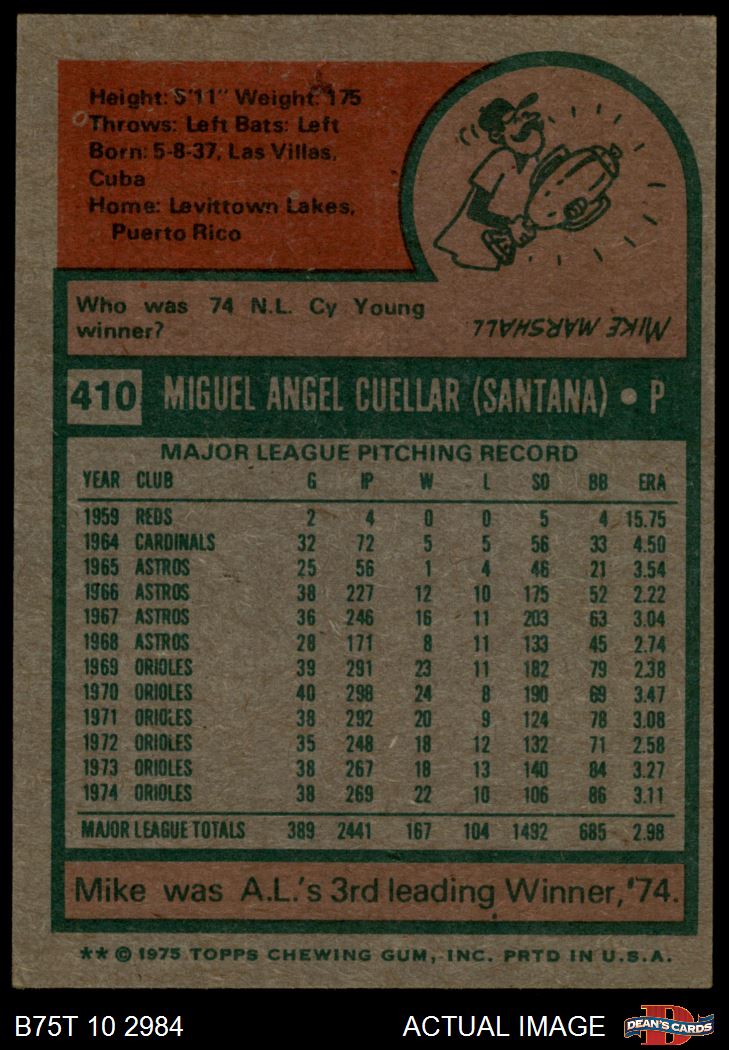 Height: 5'11" Weight: 175
Throws: Left Bats: Left
Born: 5-8-37, Las Villas,
Cuba
Home: Levittown Lakes,
Puerto Rico
Who was 74 N.L. Cy Young
winner?
MIKE MARSHALL
410 MIGUEL ANGEL CUELLAR (SANTANA) • P
MAJOR LEAGUE PITCHING RECORD
YEAR CLUB G IP W L SO BB ERA
1959 REDS 2 4 0 0 5 4 15.75
1964 CARDINALS 32 72 5 5 56 33 4.50
1965 ASTROS 25 56 1 4 46 21 3.54
1966 ASTROS 38 227 12 10 175 52 2.22
1967 ASTROS 36 246 16 11 203 63 3.04
1968 ASTROS 28 171 8 11 133 45 2.74
1969 ORIOLES 39 291 23 11 182 79 2.38
1970 ORIOLES 40 298 24 8 190 69 3.47
1971 ORIOLES 38 292 20 9 124 78 3.08
1972 ORIOLES 35 248 18 12 132 71 2.58
1973 ORIOLES 38 267 18 13 140 84 3.27
1974 ORIOLES 38 269 22 10 106 86 3.11
MAJOR LEAGUE TOTALS 389 2441 167 104 1492 685 2.98
Mike was A.L.'s 3rd leading Winner, '74.
** © 1975 TOPPS CHEWING GUM, INC. PRTD IN U.S.A.
B75T 10 2984 ACTUAL IMAGE DEAN'S CARDS